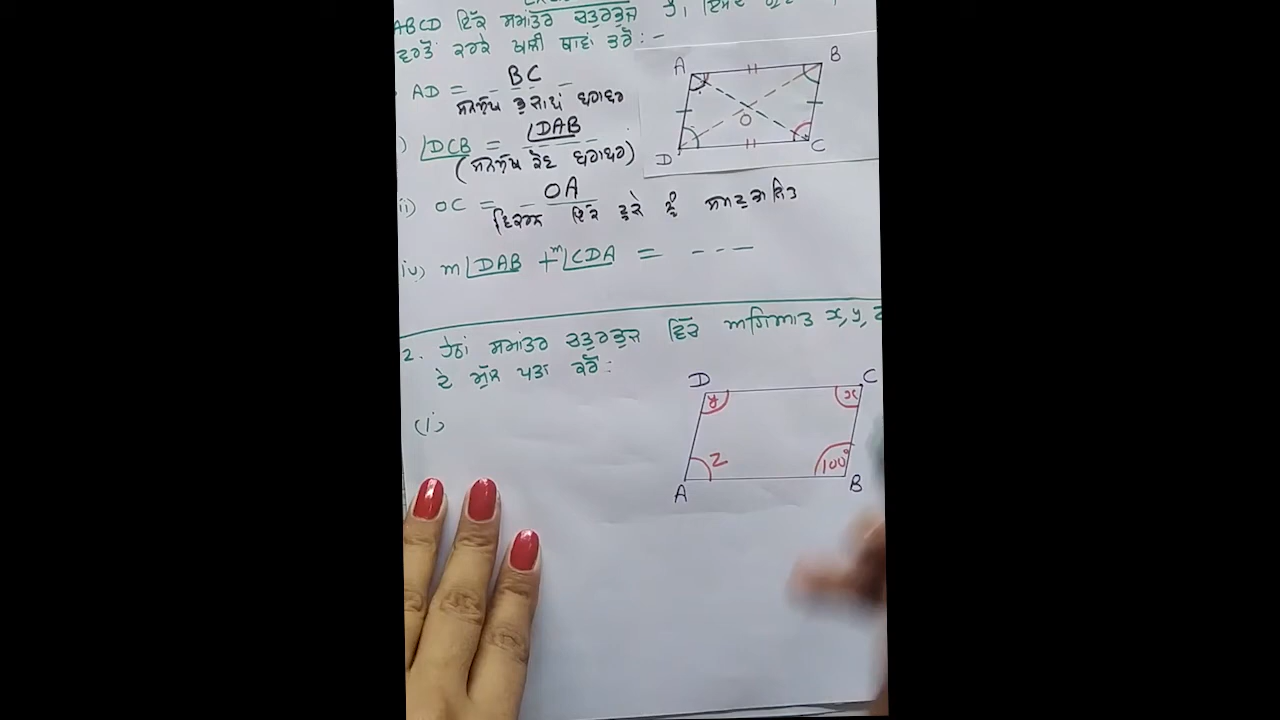 ABCD ਇੱਕ ਸਮਾਂਤਰ ਚਤੁਰਭੁਜ ਹੈ। ਇਸਦੇ
ਵਰਤੋਂ ਕਰਕੇ ਖਾਲੀ ਥਾਵਾਂ ਭਰੋ :-
AD = BC
ਸਨਮੁੱਖ ਭੁਜਾਵਾਂ ਬਰਾਬਰ
) ∠DCB = ∠DAB
(ਸਨਮੁੱਖ ਕੋਣ ਬਰਾਬਰ)
ii) OC = OA
ਵਿਕਰਨ ਇੱਕ ਦੂਜੇ ਨੂੰ ਸਮਦੁਭਾਜਿਤ
iv) m∠DAB + m∠CDA = ---
A B
O
D C
2. ਹੇਠਾਂ ਸਮਾਂਤਰ ਚਤੁਰਭੁਜ ਵਿੱਚ ਅਗਿਆਤ x, y, z
ਦੇ ਮੁੱਲ ਪਤਾ ਕਰੋ :
(i)
D C
y x
z 100°
A B